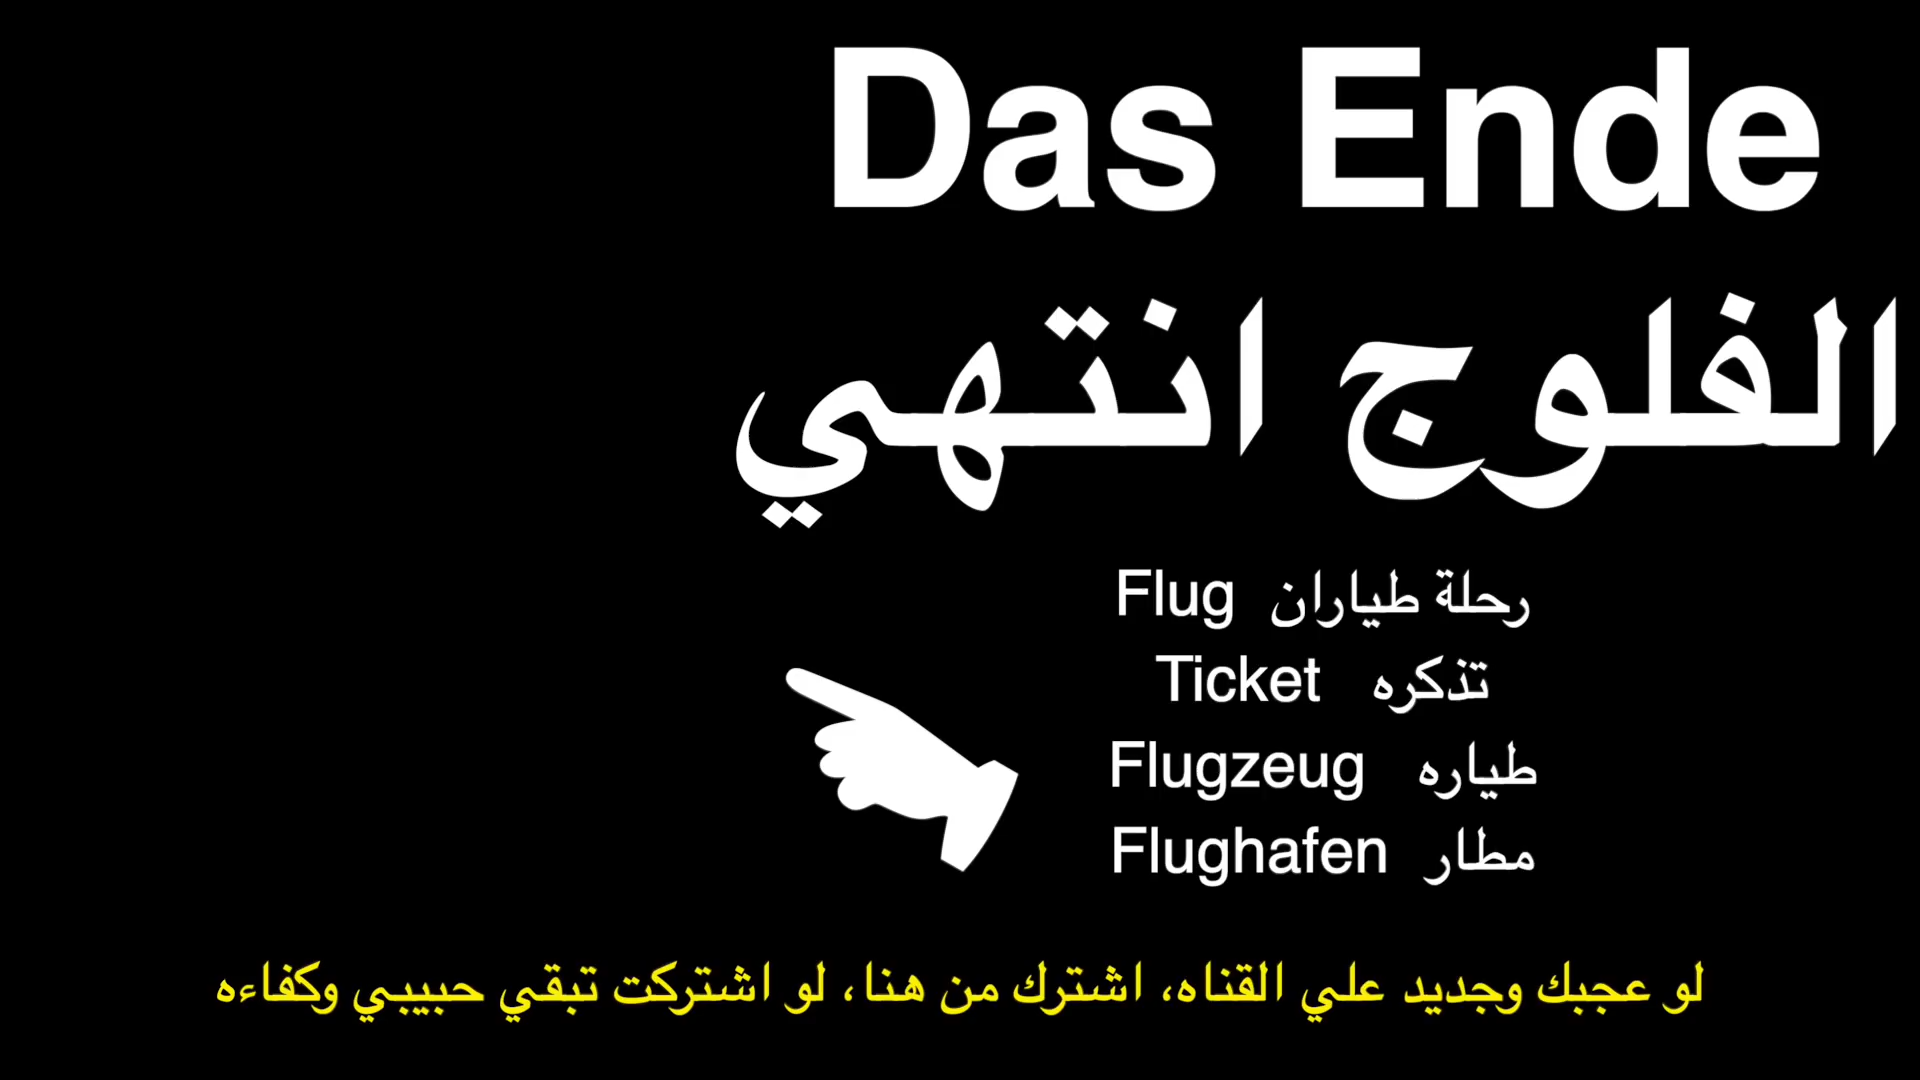 Das Ende
الفلوج انتهي
Flug رحلة طياران
Ticket تذكره
Flugzeug طياره
Flughafen مطار
لو عجبك وجديد علي القناه، اشترك من هنا، لو اشتركت تبقي حبيبي وكفاءه